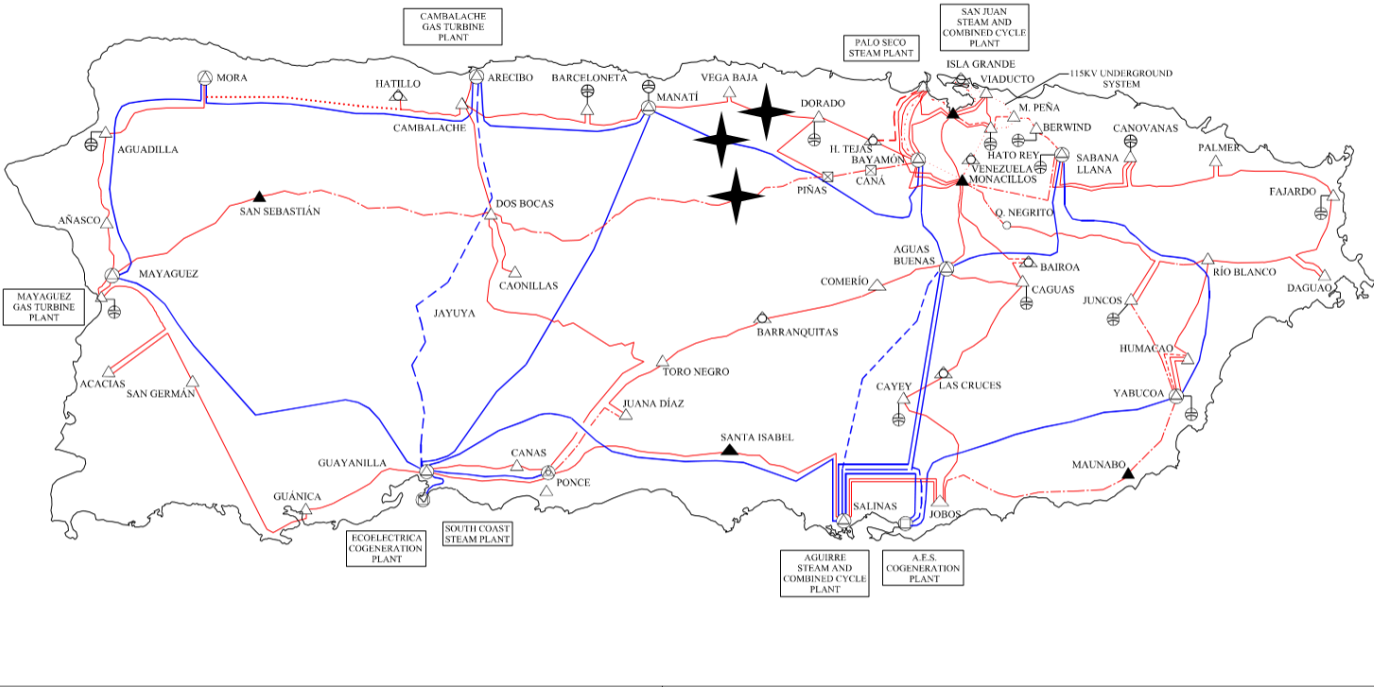 CAMBALACHE
GAS TURBINE
PLANT
SAN JUAN
STEAM AND
COMBINED CYCLE
PLANT
PALO SECO
STEAM PLANT
ISLA GRANDE
VIADUCTO
115KV UNDERGROUND
SYSTEM
MORA
HATILLO
ARECIBO
BARCELONETA
VEGA BAJA
MANATÍ
DORADO
M. PEÑA
BERWIND
CANOVANAS
CAMBALACHE
AGUADILLA
H. TEJAS
BAYAMÓN
HATO REY
VENEZUELA
MONACILLOS
SABANA
LLANA
PALMER
PIÑAS
CANÁ
FAJARDO
SAN SEBASTIÁN
DOS BOCAS
Q. NEGRITO
AÑASCO
MAYAGUEZ
AGUAS
BUENAS
BAIROA
RÍO BLANCO
CAONILLAS
COMERÍO
CAGUAS
DAGUAO
MAYAGUEZ
GAS TURBINE
PLANT
JAYUYA
JUNCOS
BARRANQUITAS
HUMACAO
TORO NEGRO
ACACIAS
SAN GERMÁN
CAYEY
LAS CRUCES
YABUCOA
JUANA DÍAZ
SANTA ISABEL
CANAS
GUAYANILLA
MAUNABO
PONCE
GUÁNICA
SALINAS
JOBOS
SOUTH COAST
STEAM PLANT
ECOELECTRICA
COGENERATION
PLANT
AGUIRRE
STEAM AND
COMBINED CYCLE
PLANT
A.E.S.
COGENERATION
PLANT